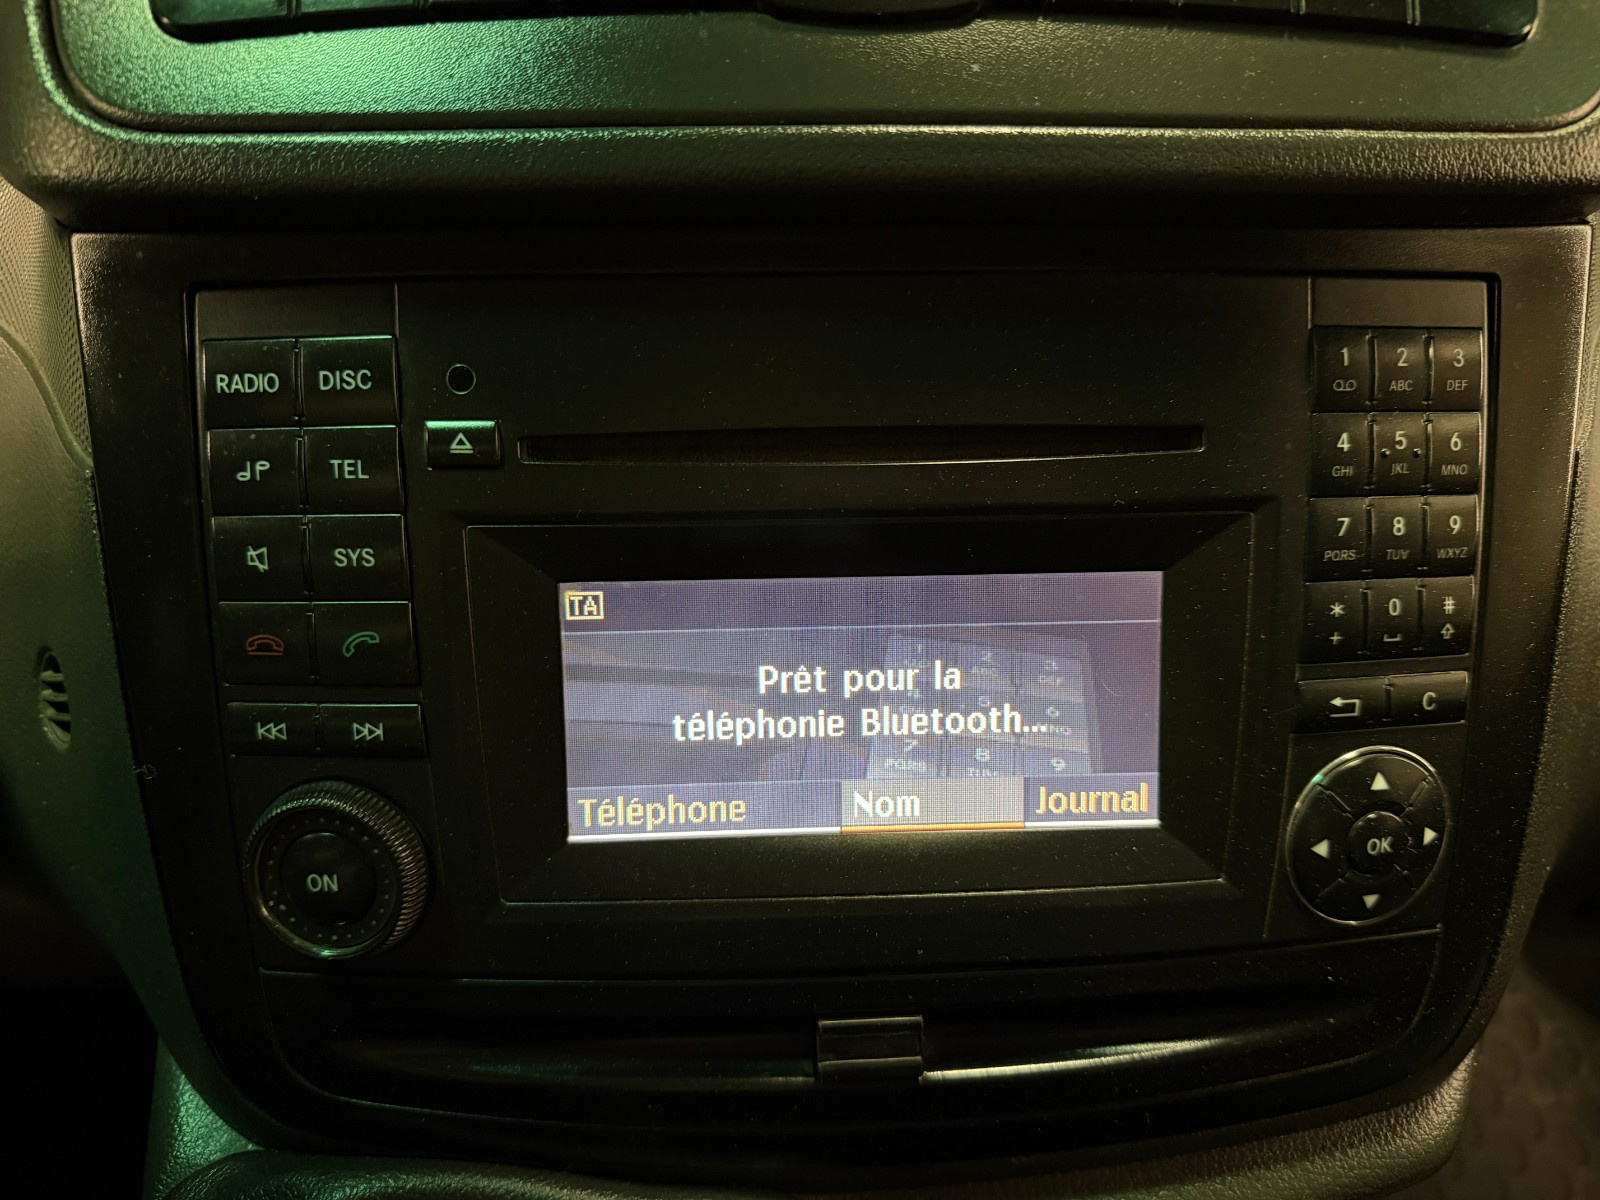 RADIO DISC
TEL
SYS
ON
TA
Prêt pour la
téléphonie Bluetooth...
Téléphone Nom Journal
1 2 3
ABC DEF
4 5 6
GHI JKL MNO
7 8 9
PQRS TUV WXYZ
* 0 #
+
C
OK